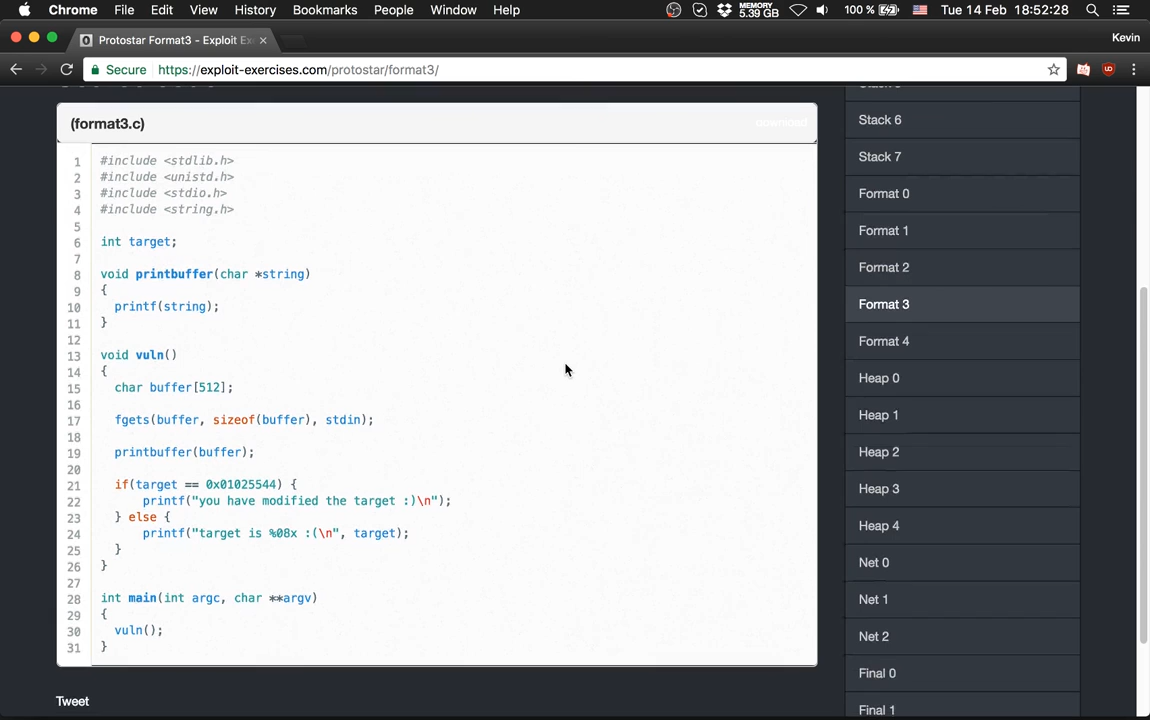 Chrome File Edit View History Bookmarks People Window Help MEMORY 5.39 GB 100 % Tue 14 Feb 18:52:28
Protostar Format3 - Exploit Ex Kevin
Secure https://exploit-exercises.com/protostar/format3/
(format3.c) download
1 #include <stdlib.h>
2 #include <unistd.h>
3 #include <stdio.h>
4 #include <string.h>
5
6 int target;
7
8 void printbuffer(char *string)
9 {
10 printf(string);
11 }
12
13 void vuln()
14 {
15 char buffer[512];
16
17 fgets(buffer, sizeof(buffer), stdin);
18
19 printbuffer(buffer);
20
21 if(target == 0x01025544) {
22 printf("you have modified the target :)\n");
23 } else {
24 printf("target is %08x :(\n", target);
25 }
26 }
27
28 int main(int argc, char **argv)
29 {
30 vuln();
31 }
Tweet
Stack 6
Stack 7
Format 0
Format 1
Format 2
Format 3
Format 4
Heap 0
Heap 1
Heap 2
Heap 3
Heap 4
Net 0
Net 1
Net 2
Final 0
Final 1